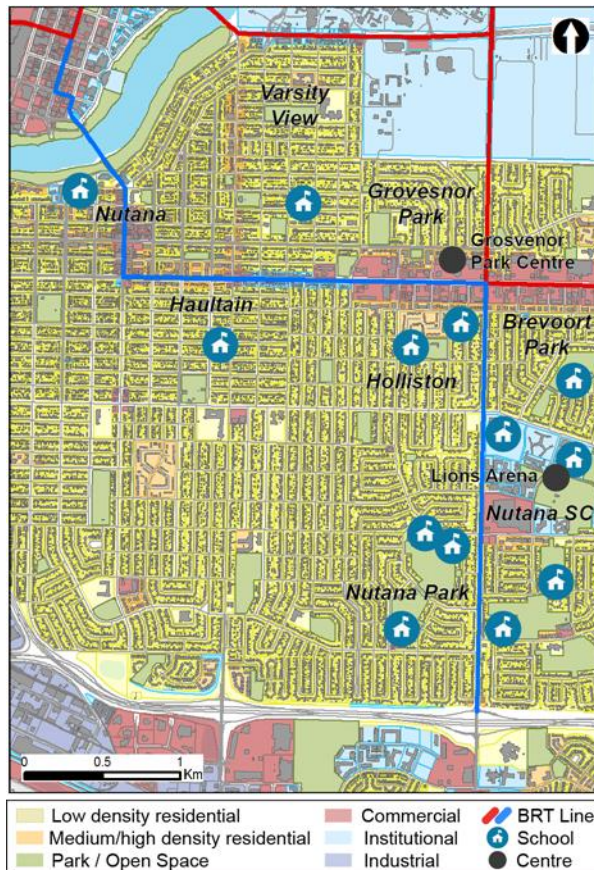 Varsity
View
Nutana
Grovesnor
Park
Grosvenor
Park Centre
Haultain
Brevoort
Park
Holliston
Lions Arena
Nutana SC
Nutana Park
0 0.5 1
Km
Low density residential
Medium/high density residential
Park / Open Space
Commercial
Institutional
Industrial
BRT Line
School
Centre